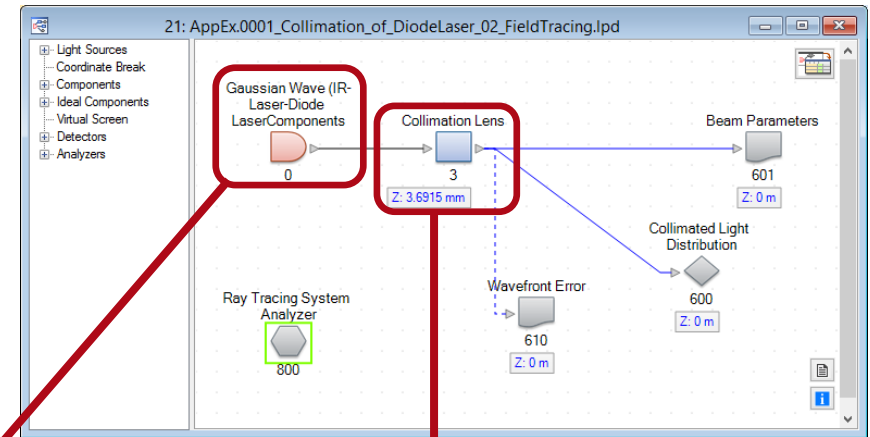 21: AppEx.0001_Collimation_of_DiodeLaser_02_FieldTracing.lpd
Light Sources
Coordinate Break
Components
Ideal Components
Virtual Screen
Detectors
Analyzers
Gaussian Wave (IR-
Laser-Diode
LaserComponents
0
Collimation Lens
3
Z: 3.6915 mm
Beam Parameters
601
Z: 0 m
Collimated Light
Distribution
600
Z: 0 m
Wavefront Error
610
Z: 0 m
Ray Tracing System
Analyzer
800
i